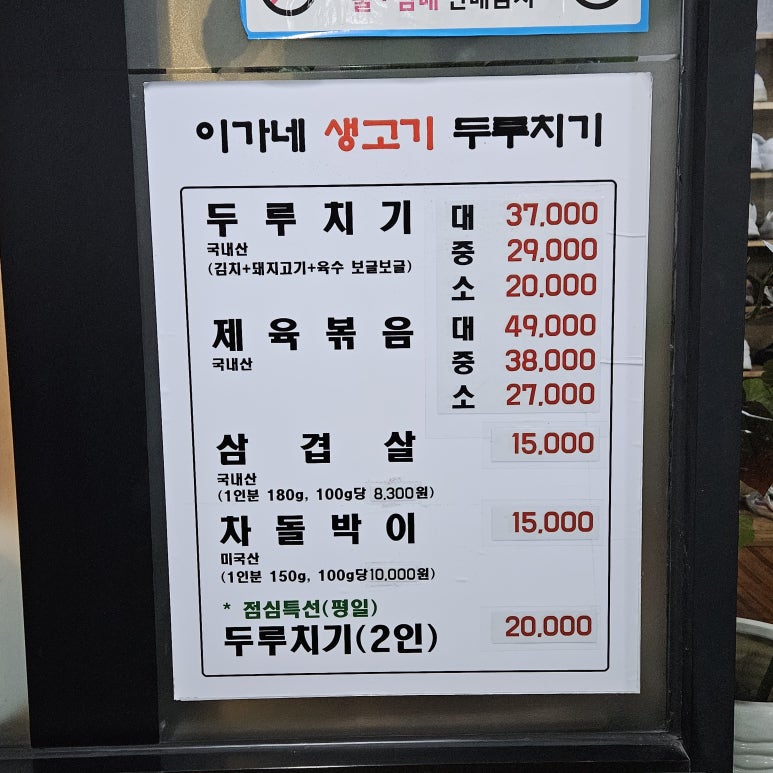 이가네 생고기 두루치기
두루치기 대 37,000
국내산 중 29,000
(김치+돼지고기+육수 보글보글)
소 20,000
제육볶음 대 49,000
국내산 중 38,000
소 27,000
삼겹살 15,000
국내산
(1인분 180g, 100g당 8,300원)
차돌박이 15,000
미국산
(1인분 150g, 100g당10,000원)
* 점심특선(평일)
두루치기(2인) 20,000